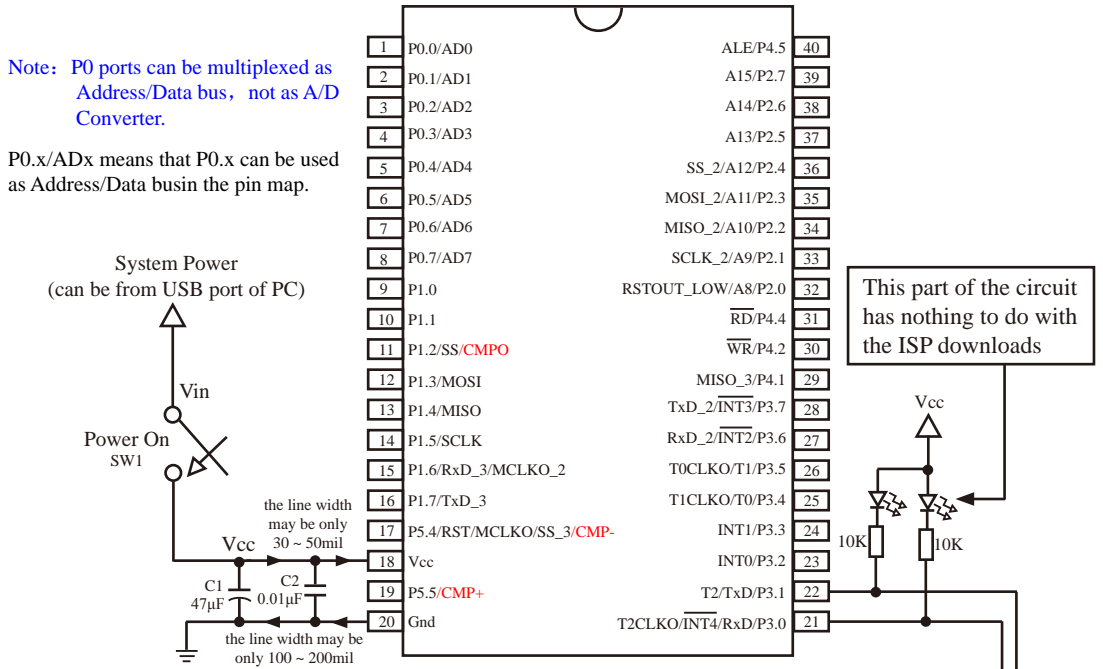 Note：P0 ports can be multiplexed as
Address/Data bus，not as A/D
Converter.
P0.x/ADx means that P0.x can be used
as Address/Data busin the pin map.
System Power
(can be from USB port of PC)
Vin
Power On
SW1
the line width
may be only
30 ~ 50mil
Vcc
C1
47µF
C2
0.01µF
the line width may be
only 100 ~ 200mil
1 P0.0/AD0
2 P0.1/AD1
3 P0.2/AD2
4 P0.3/AD3
5 P0.4/AD4
6 P0.5/AD5
7 P0.6/AD6
8 P0.7/AD7
9 P1.0
10 P1.1
11 P1.2/SS/CMPO
12 P1.3/MOSI
13 P1.4/MISO
14 P1.5/SCLK
15 P1.6/RxD_3/MCLKO_2
16 P1.7/TxD_3
17 P5.4/RST/MCLKO/SS_3/CMP-
18 Vcc
19 P5.5/CMP+
20 Gnd
ALE/P4.5 40
A15/P2.7 39
A14/P2.6 38
A13/P2.5 37
SS_2/A12/P2.4 36
MOSI_2/A11/P2.3 35
MISO_2/A10/P2.2 34
SCLK_2/A9/P2.1 33
RSTOUT_LOW/A8/P2.0 32
RD/P4.4 31
WR/P4.2 30
MISO_3/P4.1 29
TxD_2/INT3/P3.7 28
RxD_2/INT2/P3.6 27
T0CLKO/T1/P3.5 26
T1CLKO/T0/P3.4 25
INT1/P3.3 24
INT0/P3.2 23
T2/TxD/P3.1 22
T2CLKO/INT4/RxD/P3.0 21
This part of the circuit
has nothing to do with
the ISP downloads
Vcc
10K
10K